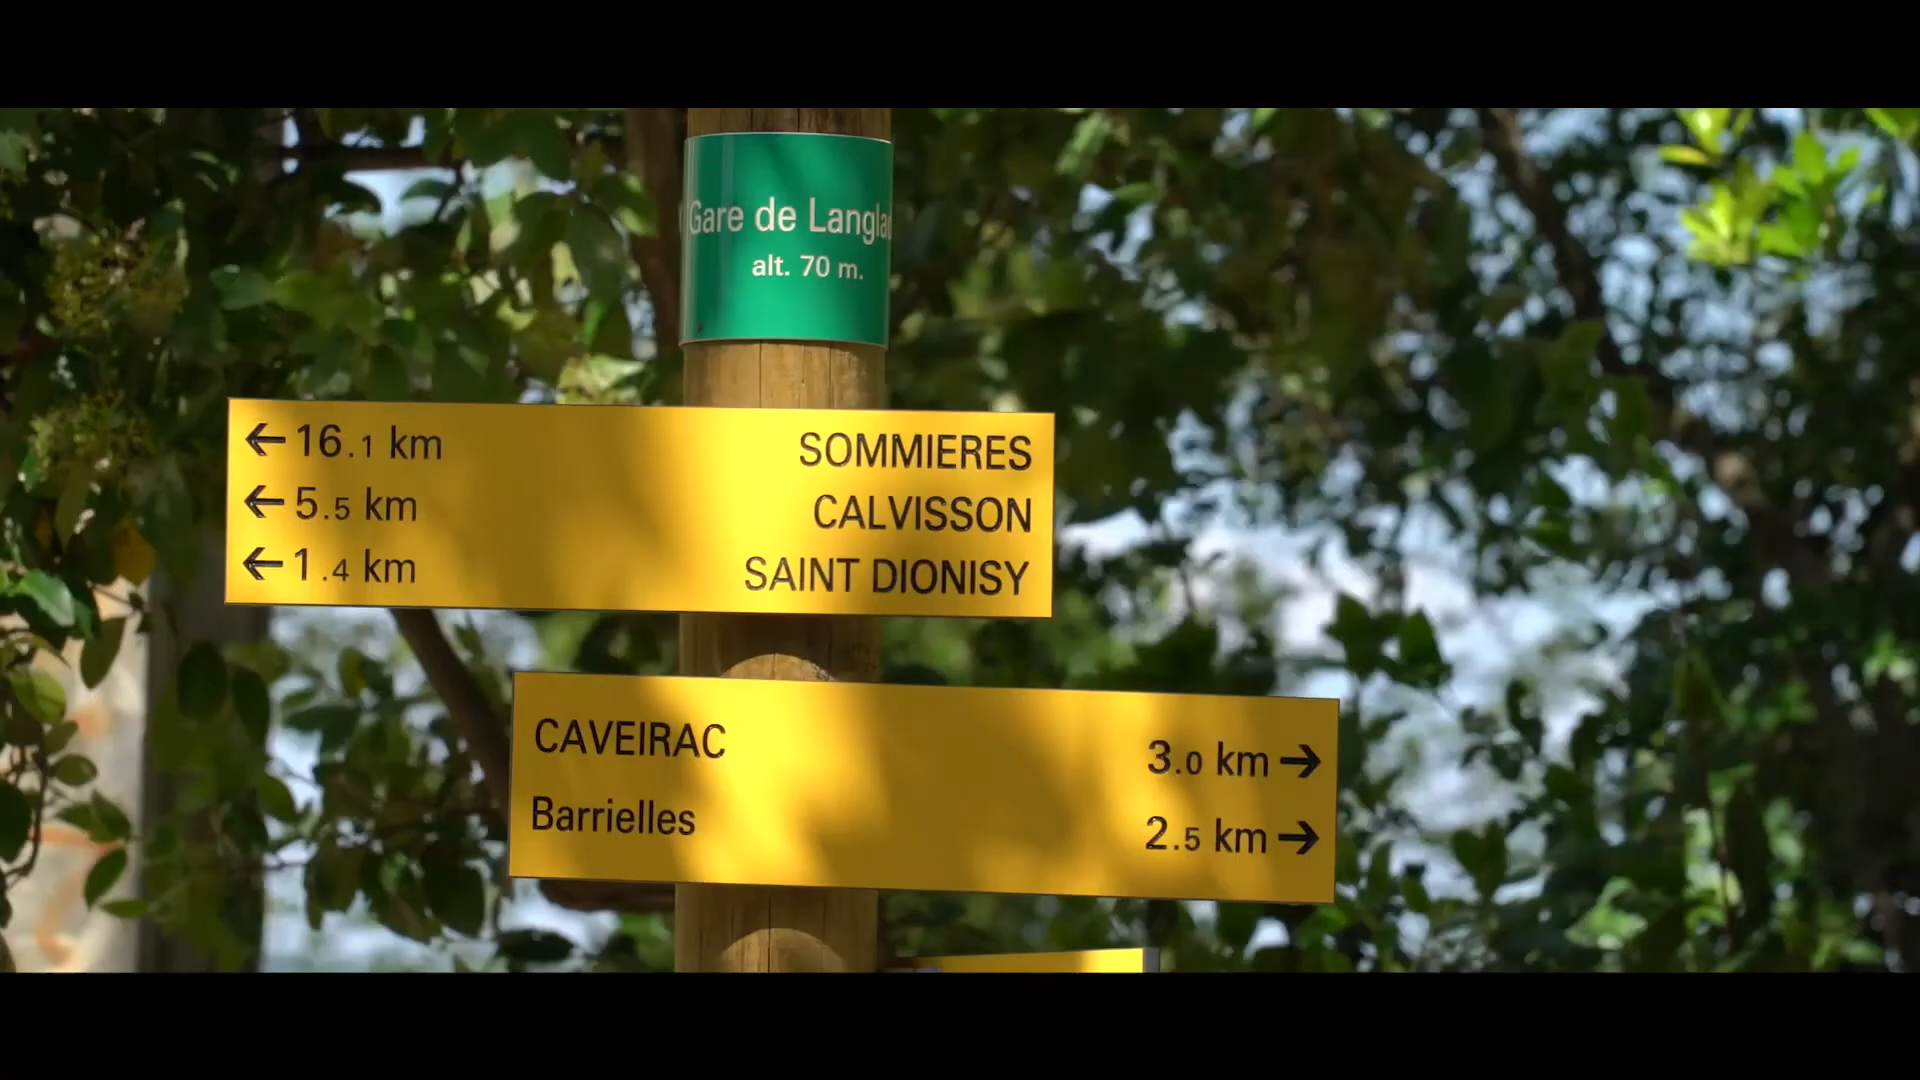 Gare de Langla
alt. 70 m.
← 16.1 km SOMMIERES
← 5.5 km CALVISSON
← 1.4 km SAINT DIONISY
CAVEIRAC 3.0 km →
Barrielles 2.5 km →